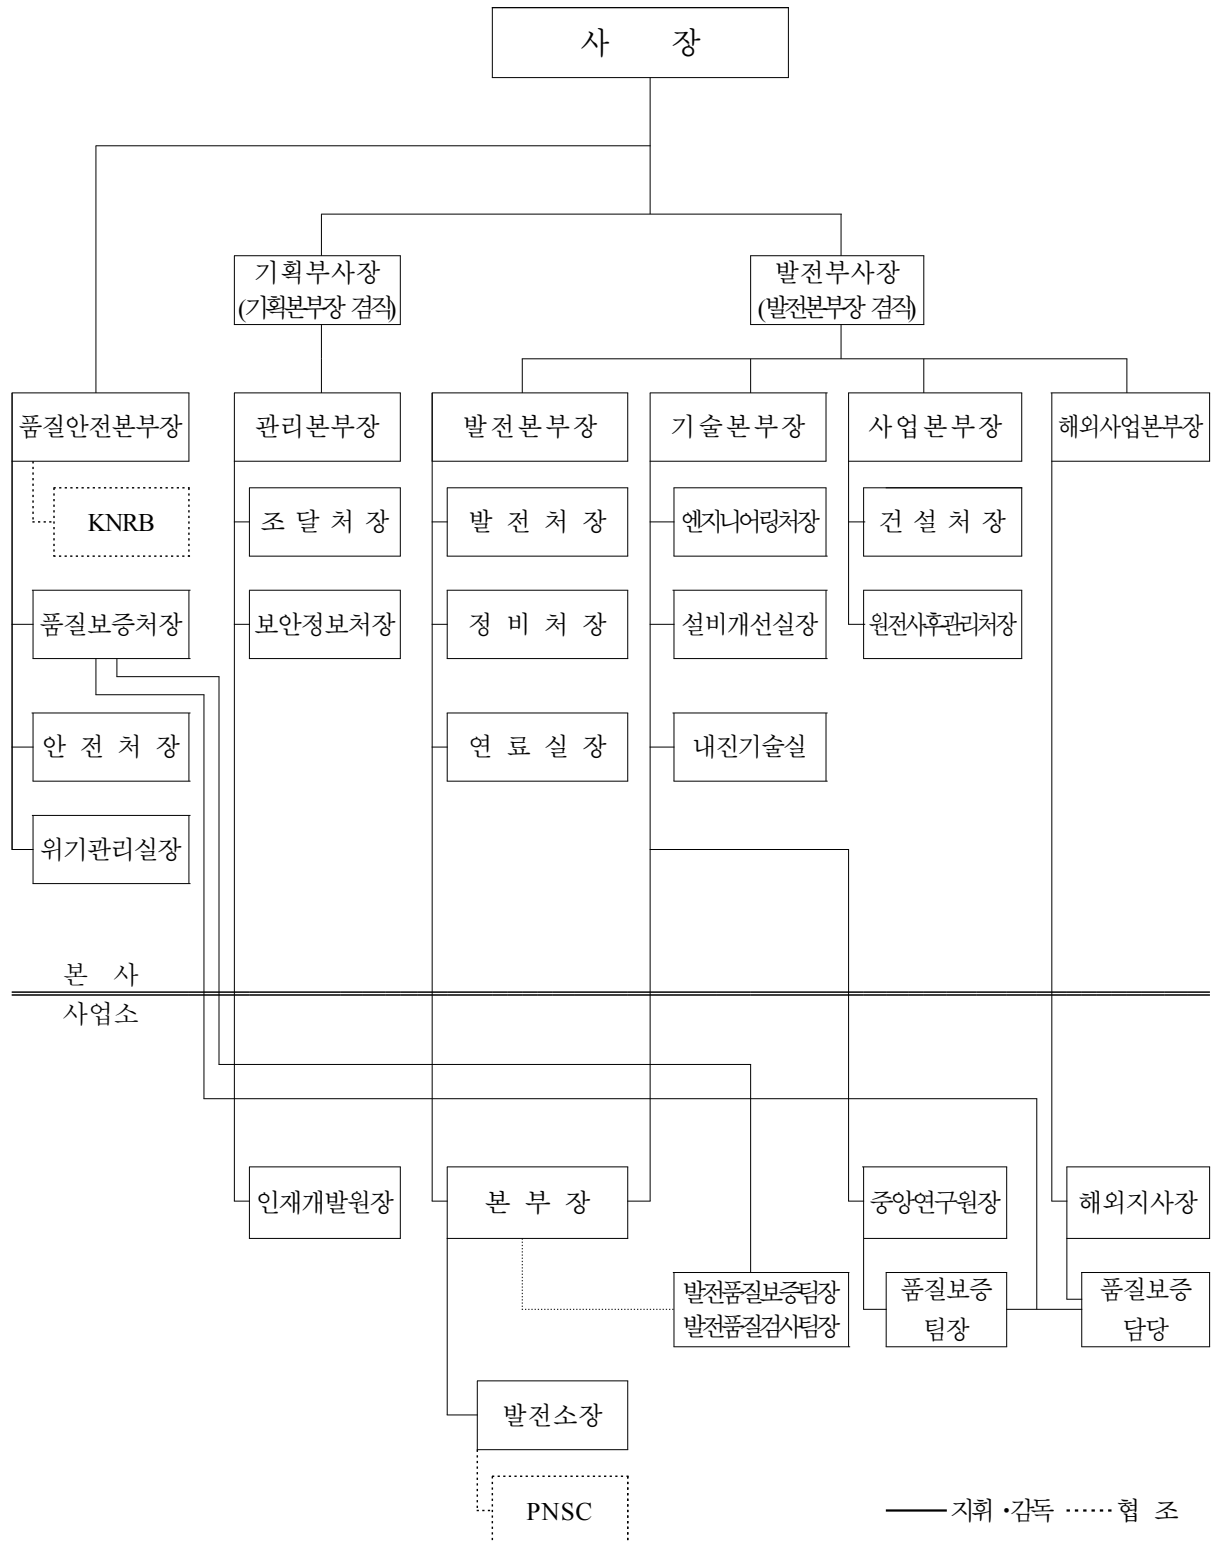 사 장
기획부사장
(기획본부장 겸직)
발전부사장
(발전본부장 겸직)
품질안전본부장
관리본부장
발전본부장
기술본부장
사업본부장
해외사업본부장
KNRB
조 달 처 장
발 전 처 장
엔지니어링처장
건 설 처 장
품질보증처장
보안정보처장
정 비 처 장
설비개선실장
원전사후관리처장
안 전 처 장
연 료 실 장
내진기술실
위기관리실장
본 사
사업소
인재개발원장
본 부 장
중앙연구원장
해외지사장
발전품질보증팀장
발전품질검사팀장
품질보증
팀장
품질보증
담당
발전소장
PNSC
지휘·감독
협 조